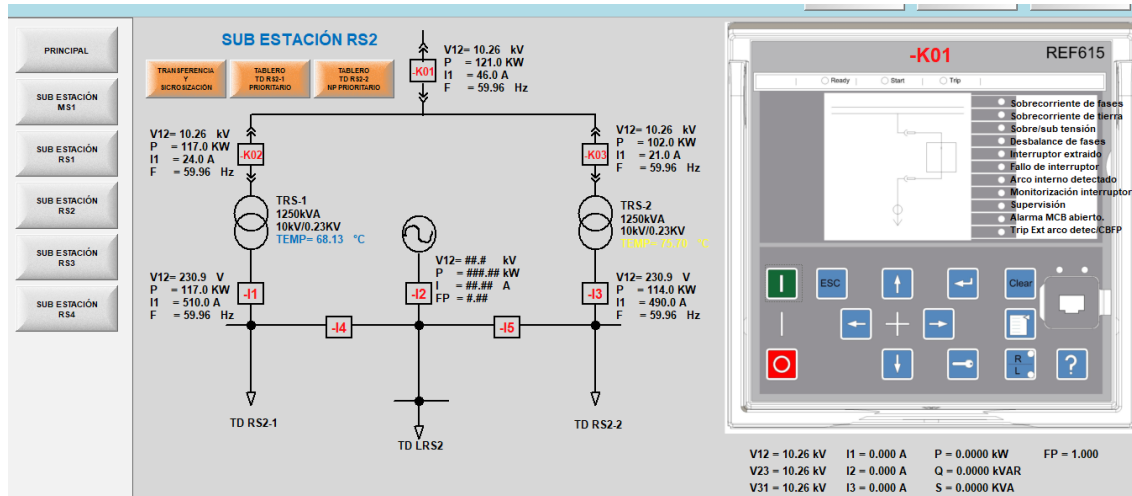 PRINCIPAL
SUB ESTACIÓN
MS1
SUB ESTACIÓN
RS1
SUB ESTACIÓN
RS2
SUB ESTACIÓN
RS3
SUB ESTACIÓN
RS4
SUB ESTACIÓN RS2
TRANSFERENCIA
Y
SICROSIZACIÓN
TABLERO
TD RS2-1
PRIORITARIO
TABLERO
TD RS2-2
NP PRIORITARIO
-K01
V12= 10.26 kV
P = 121.0 KW
I1 = 46.0 A
F = 59.96 Hz
V12= 10.26 kV
P = 117.0 KW
I1 = 24.0 A
F = 59.96 Hz
-K02
-K03
V12= 10.26 kV
P = 102.0 KW
I1 = 21.0 A
F = 59.96 Hz
TRS-1
1250kVA
10kV/0.23KV
TEMP= 68.13 °C
TRS-2
1250kVA
10kV/0.23KV
TEMP= 75.70 °C
V12= 230.9 V
P = 117.0 KW
I1 = 510.0 A
F = 59.96 Hz
-I1
V12= ##.# kV
P = ###.## kW
I = ##.## A
FP = #.##
-I2
V12= 230.9 V
P = 114.0 KW
I1 = 490.0 A
F = 59.96 Hz
-I3
-I4
-I5
TD RS2-1
TD LRS2
TD RS2-2
-K01
REF615
Ready
Start
Trip
Sobrecorriente de fases
Sobrecorriente de tierra
Sobre/sub tensión
Desbalance de fases
Interruptor extraido
Fallo de interruptor
Arco interno detectado
Monitorización interruptor
Supervisión
Alarma MCB abierto.
Trip Ext arco detec/CBFP
ESC
Clear
R
L
?
V12 = 10.26 kV I1 = 0.000 A P = 0.0000 kW FP = 1.000
V23 = 10.26 kV I2 = 0.000 A Q = 0.0000 kVAR
V31 = 10.26 kV I3 = 0.000 A S = 0.0000 KVA